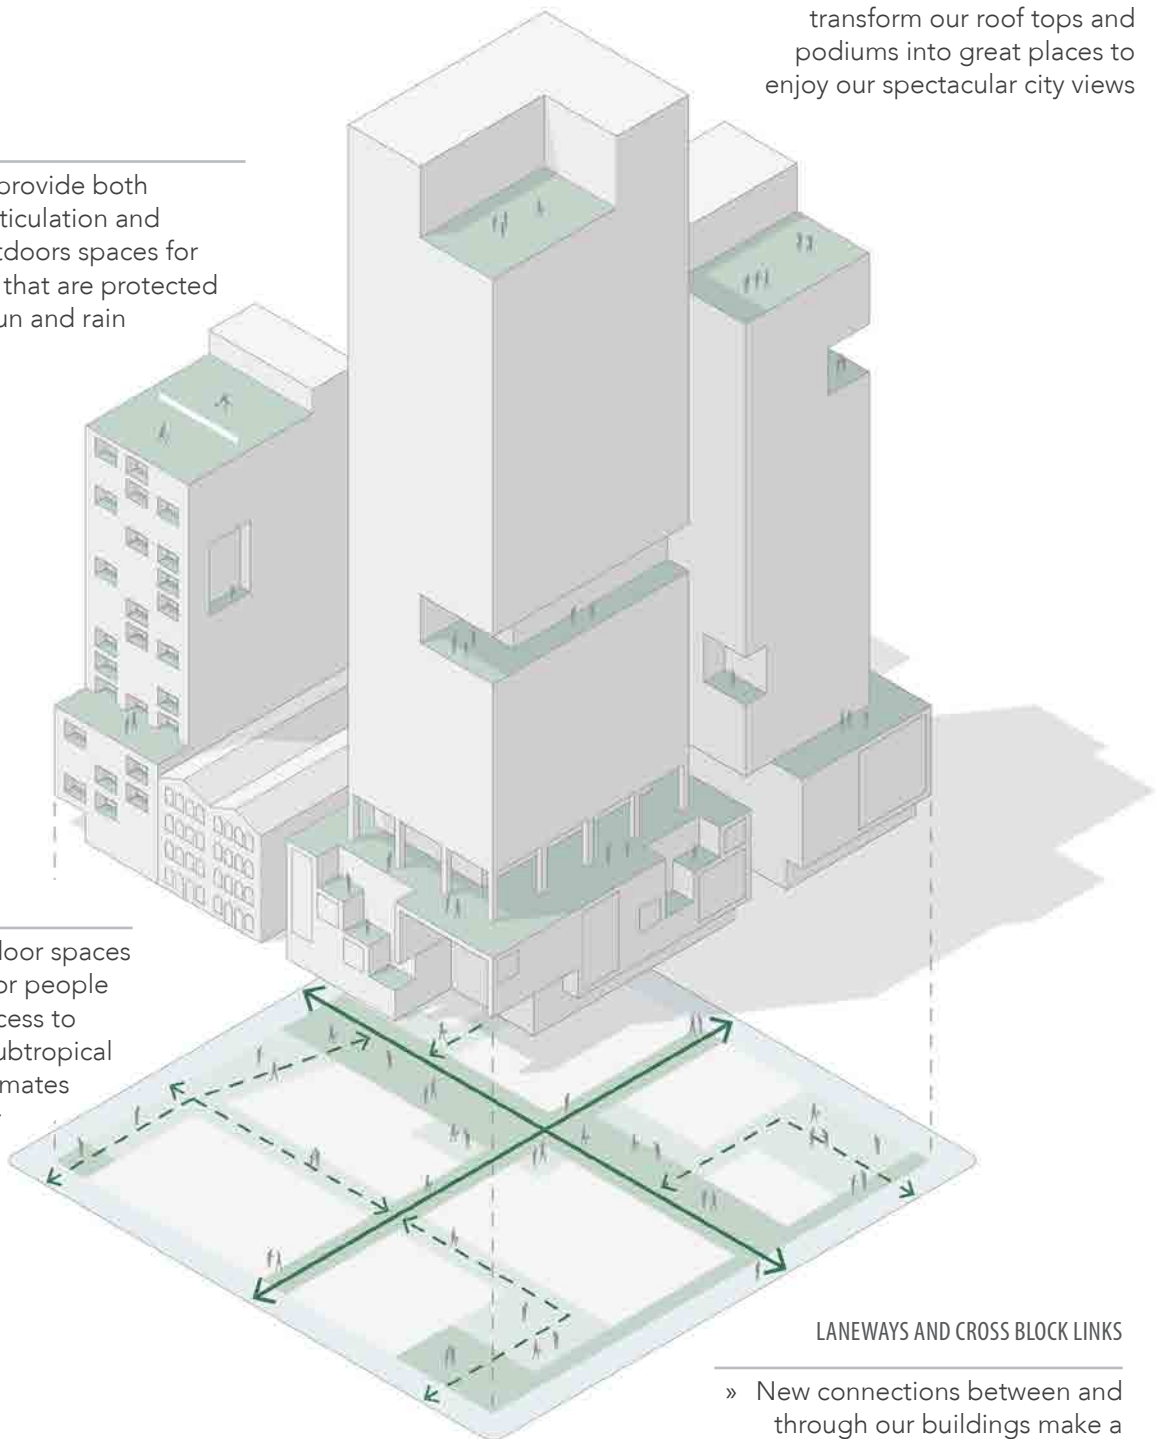 transform our roof tops and
podiums into great places to
enjoy our spectacular city views
provide both
ticulation and
tdoors spaces for
that are protected
un and rain
loor spaces
or people
cess to
ubtropical
mates
LANEWAYS AND CROSS BLOCK LINKS
» New connections between and
through our buildings make a